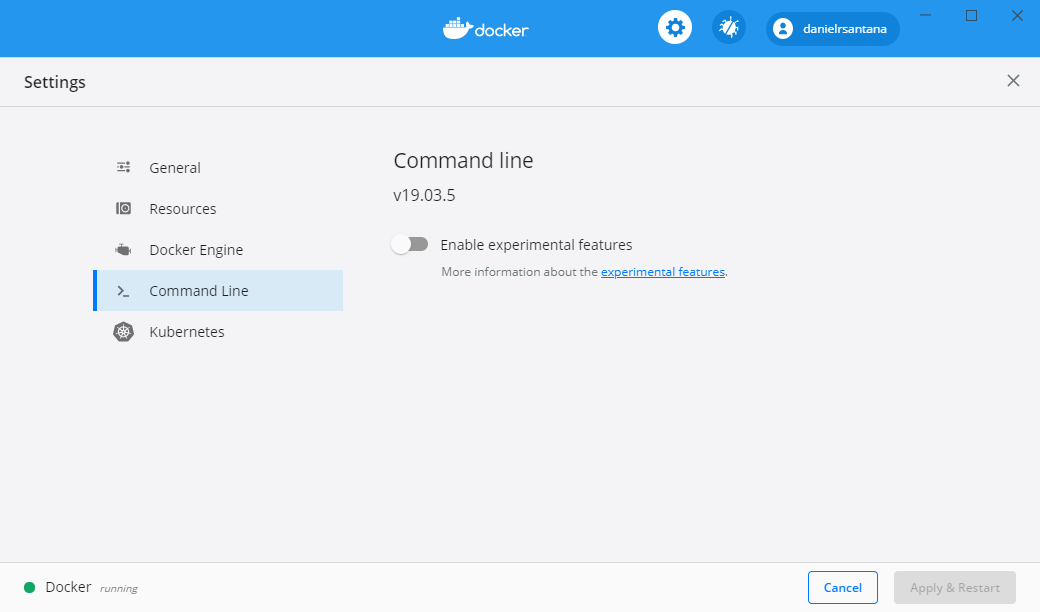 docker
danielrsantana
Settings
General
Resources
Docker Engine
Command Line
Kubernetes
Command line
v19.03.5
Enable experimental features
More information about the experimental features.
Docker running
Cancel
Apply & Restart